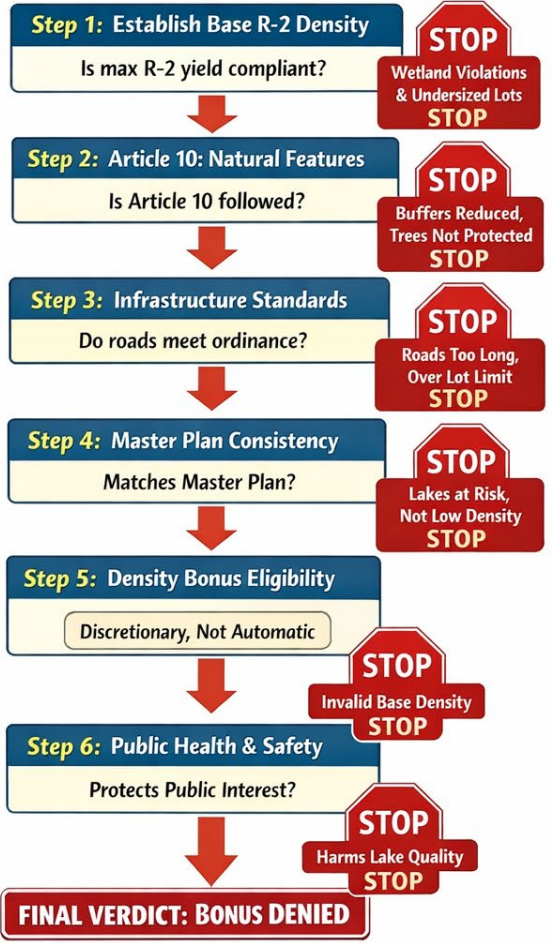 Step 1: Establish Base R-2 Density
Is max R-2 yield compliant?
STOP
Wetland Violations
& Undersized Lots
STOP
Step 2: Article 10: Natural Features
Is Article 10 followed?
STOP
Buffers Reduced,
Trees Not Protected
STOP
Step 3: Infrastructure Standards
Do roads meet ordinance?
STOP
Roads Too Long,
Over Lot Limit
STOP
Step 4: Master Plan Consistency
Matches Master Plan?
STOP
Lakes at Risk,
Not Low Density
STOP
Step 5: Density Bonus Eligibility
Discretionary, Not Automatic
STOP
Invalid Base Density
STOP
Step 6: Public Health & Safety
Protects Public Interest?
STOP
Harms Lake Quality
STOP
FINAL VERDICT: BONUS DENIED